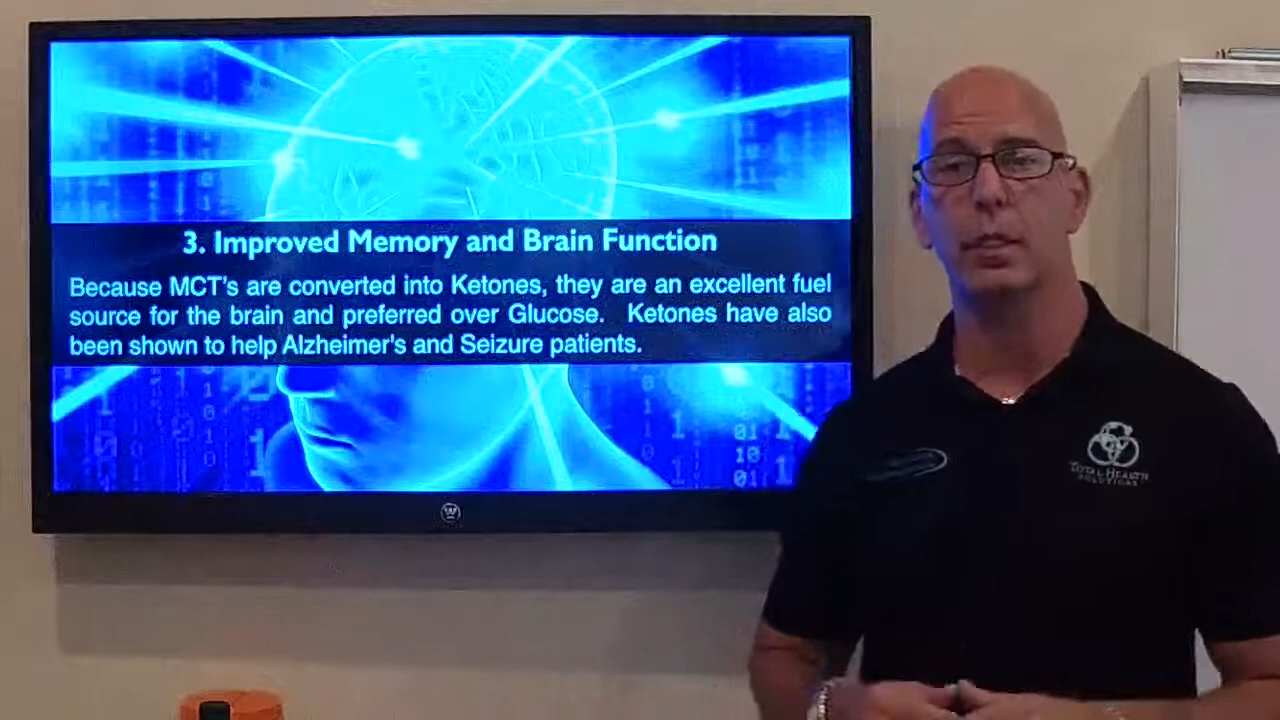 3. Improved Memory and Brain Function
Because MCT's are converted into Ketones, they are an excellent fuel
source for the brain and preferred over Glucose. Ketones have also
been shown to help Alzheimer's and Seizure patients.
TOTAL HEALTH
SOLUTIONS